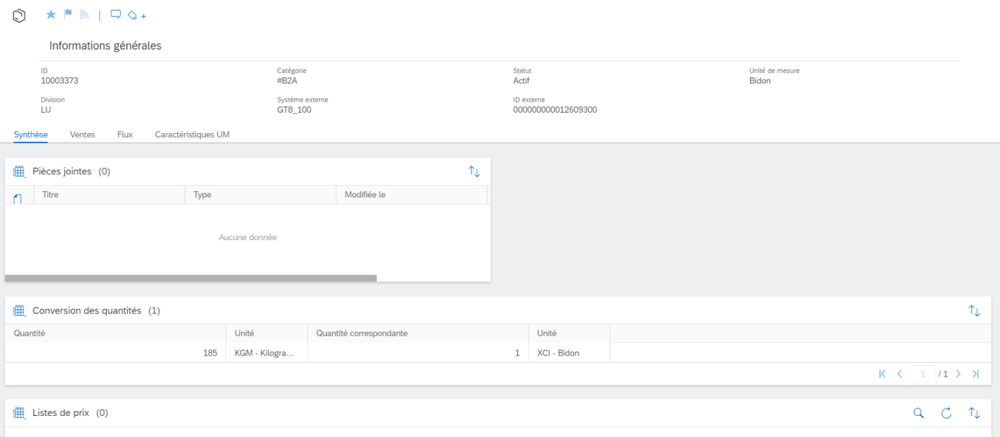 Informations générales
ID Catégorie Statut Unité de mesure
10003373 #B2A Actif Bidon
Division Système externe ID externe
LU GT8_100 000000000012609300
Synthèse Ventes Flux Caractéristiques UM
Pièces jointes (0)
Titre Type Modifiée le
Aucune donnée
Conversion des quantités (1)
Quantité Unité Quantité correspondante Unité
185 KGM - Kilogra... 1 XCI - Bidon
1 / 1
Listes de prix (0)